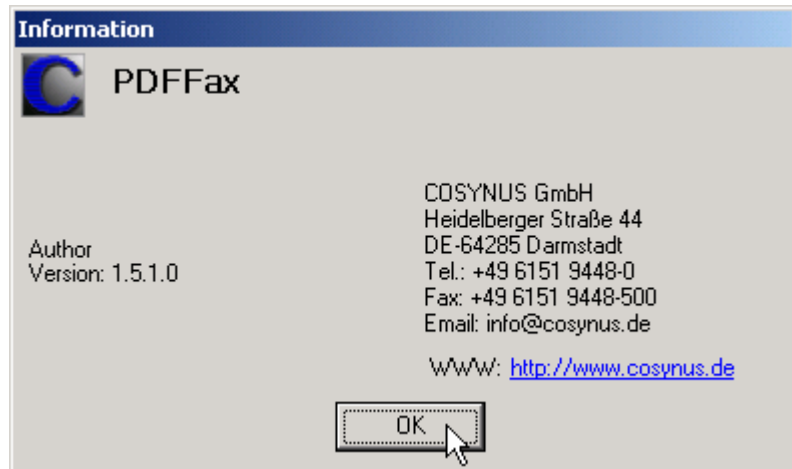 Information
PDFFax
COSYNUS GmbH
Heidelberger Straße 44
DE-64285 Darmstadt
Tel.: +49 6151 9448-0
Fax: +49 6151 9448-500
Email: info@cosynus.de
Author
Version: 1.5.1.0
WWW: http://www.cosynus.de
OK